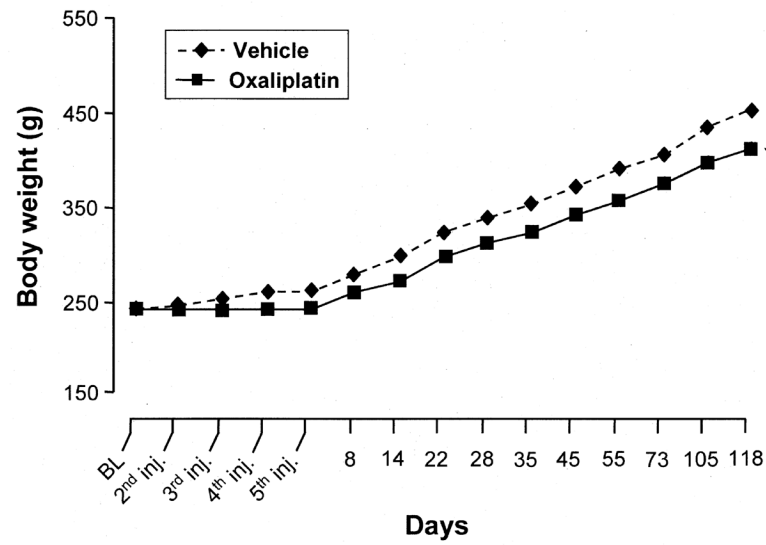 550
450
350
250
150
Body weight (g)
Vehicle
Oxaliplatin
BL
2nd inj.
3rd inj.
4th inj.
5th inj.
8 14 22 28 35 45 55 73 105 118
Days